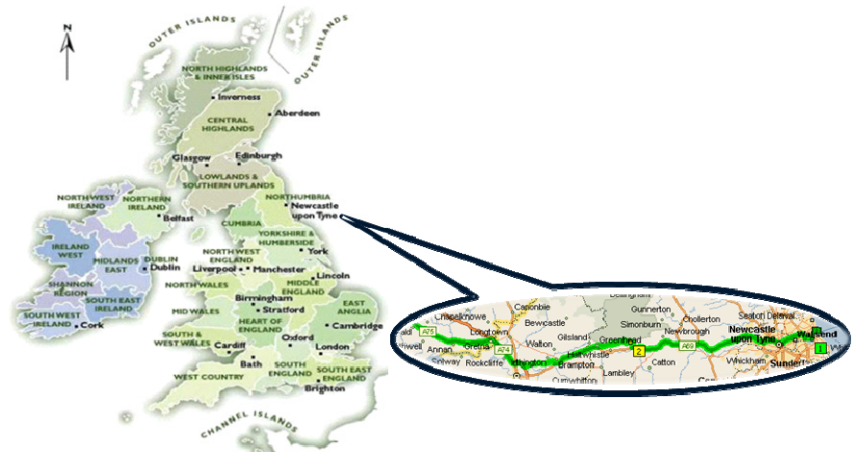 N
OUTER ISLANDS
OUTER ISLANDS
NORTH HIGHLANDS
& INNER ISLES
Inverness
Aberdeen
CENTRAL
HIGHLANDS
Glasgow
Edinburgh
LOWLANDS &
SOUTHERN UPLANDS
NORTH WEST
IRELAND
NORTHERN
IRELAND
Belfast
NORTHUMBRIA
Newcastle
upon Tyne
CUMBRIA
YORKSHIRE &
HUMBERSIDE
York
IRELAND
WEST
MIDLANDS
EAST
DUBLIN
Dublin
NORTH WEST
ENGLAND
Liverpool
Manchester
Lincoln
SHANNON
REGION
NORTH WALES
MIDDLE
ENGLAND
SOUTH EAST
IRELAND
SOUTH WEST
IRELAND
Cork
Birmingham
Stratford
MID WALES
HEART OF
ENGLAND
EAST
ANGLIA
Cambridge
SOUTH &
WEST WALES
Cardiff
Oxford
London
Bath
WEST COUNTRY
SOUTH
ENGLAND
SOUTH EAST
ENGLAND
Brighton
CHANNEL ISLANDS
Chapelknowe
Canonbie
Gunnerton
Chollerton
Seaton Delaval
A75
Longtown
Bewcastle
Simonburn
Newbrough
Newcastle
upon Tyne
Annan
Gretna
A74
Walton
Gilsland
Greenhead
A69
Haltwhistle
2
1
Rockcliffe
Brampton
Catton
Whickham
Sunderl
Cumwhitton
Lambley